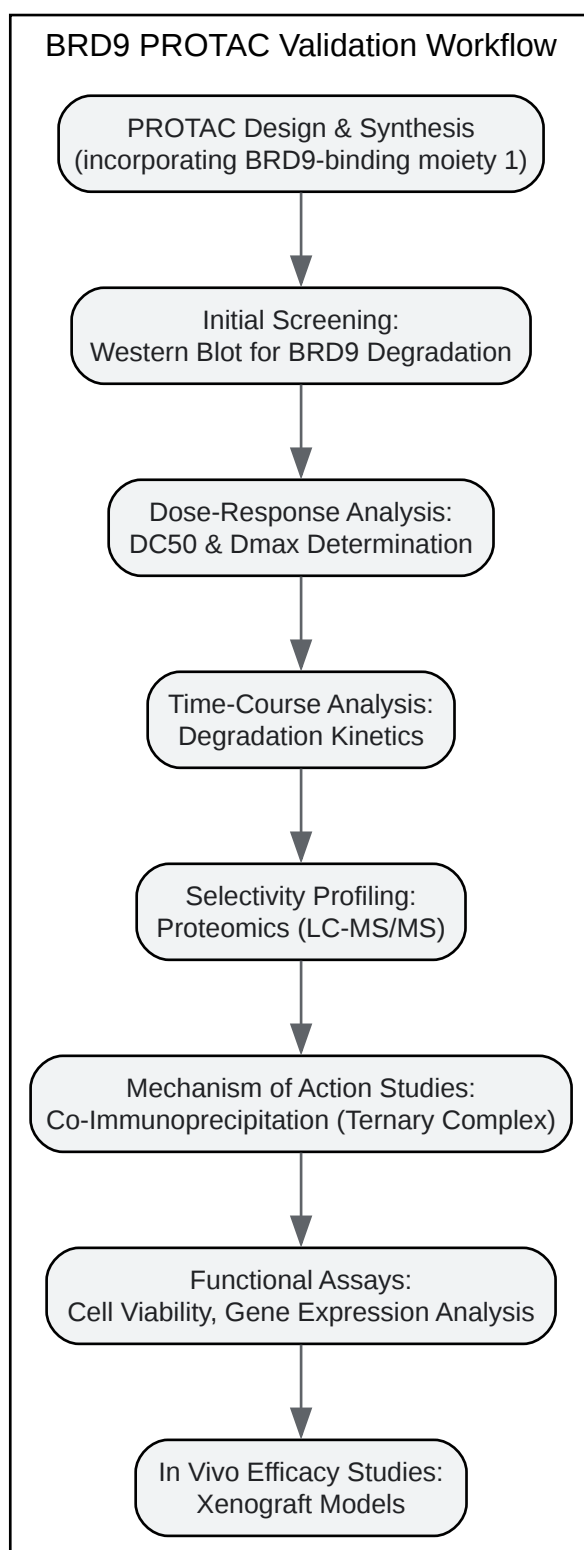 BRD9 PROTAC Validation Workflow
PROTAC Design & Synthesis
(incorporating BRD9-binding moiety 1)
Initial Screening:
Western Blot for BRD9 Degradation
Dose-Response Analysis:
DC50 & Dmax Determination
Time-Course Analysis:
Degradation Kinetics
Selectivity Profiling:
Proteomics (LC-MS/MS)
Mechanism of Action Studies:
Co-Immunoprecipitation (Ternary Complex)
Functional Assays:
Cell Viability, Gene Expression Analysis
In Vivo Efficacy Studies:
Xenograft Models